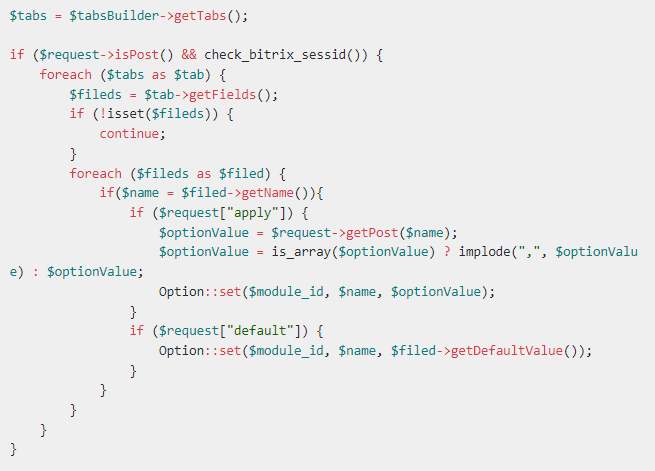 $tabs = $tabsBuilder->getTabs();

if ($request->isPost() && check_bitrix_sessid()) {
    foreach ($tabs as $tab) {
        $fileds = $tab->getFields();
        if (!isset($fileds)) {
            continue;
        }
        foreach ($fileds as $filed) {
            if($name = $filed->getName()){
                if ($request["apply"]) {
                    $optionValue = $request->getPost($name);
                    $optionValue = is_array($optionValue) ? implode(",", $optionValu
e) : $optionValue;
                    Option::set($module_id, $name, $optionValue);
                }
                if ($request["default"]) {
                    Option::set($module_id, $name, $filed->getDefaultValue());
                }
            }
        }
    }
}